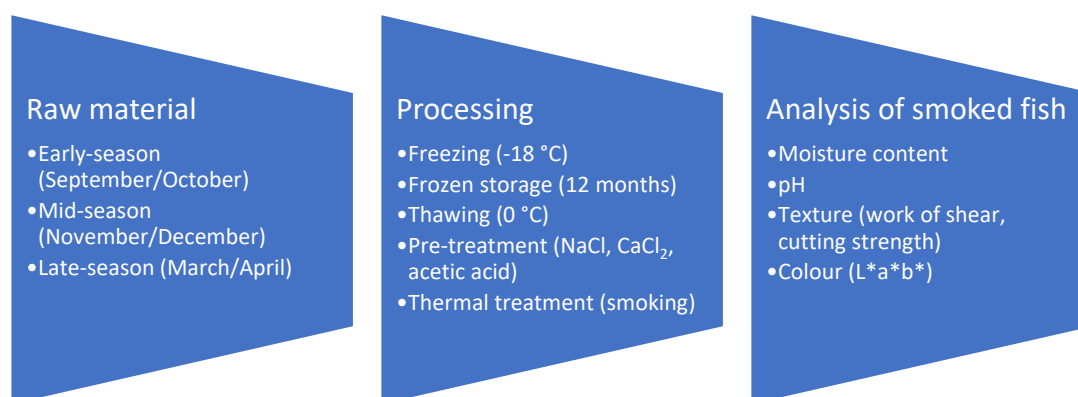 Raw material
•Early-season
(September/October)
•Mid-season
(November/December)
•Late-season (March/April)
Processing
•Freezing (-18 °C)
•Frozen storage (12 months)
•Thawing (0 °C)
•Pre-treatment (NaCl, CaCl₂,
acetic acid)
•Thermal treatment (smoking)
Analysis of smoked fish
•Moisture content
•pH
•Texture (work of shear,
cutting strength)
•Colour (L*a*b*)